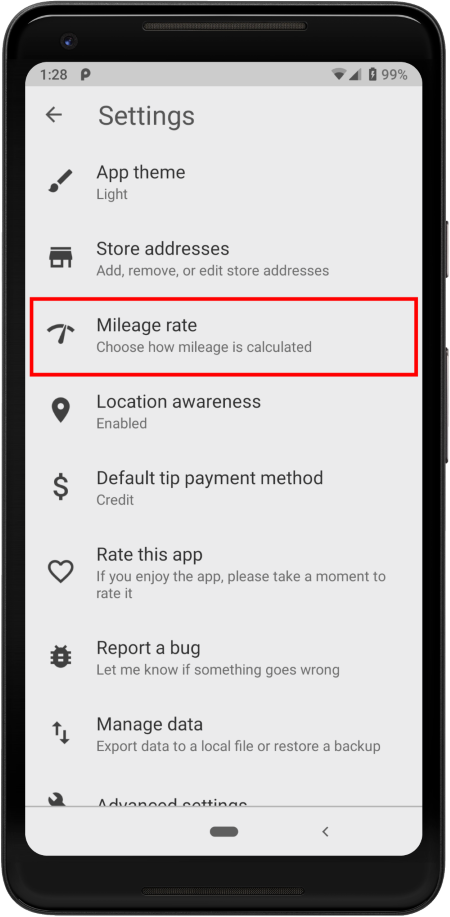 1:28 99%
Settings
App theme
Light
Store addresses
Add, remove, or edit store addresses
Mileage rate
Choose how mileage is calculated
Location awareness
Enabled
Default tip payment method
Credit
Rate this app
If you enjoy the app, please take a moment to
rate it
Report a bug
Let me know if something goes wrong
Manage data
Export data to a local file or restore a backup
Advanced settings